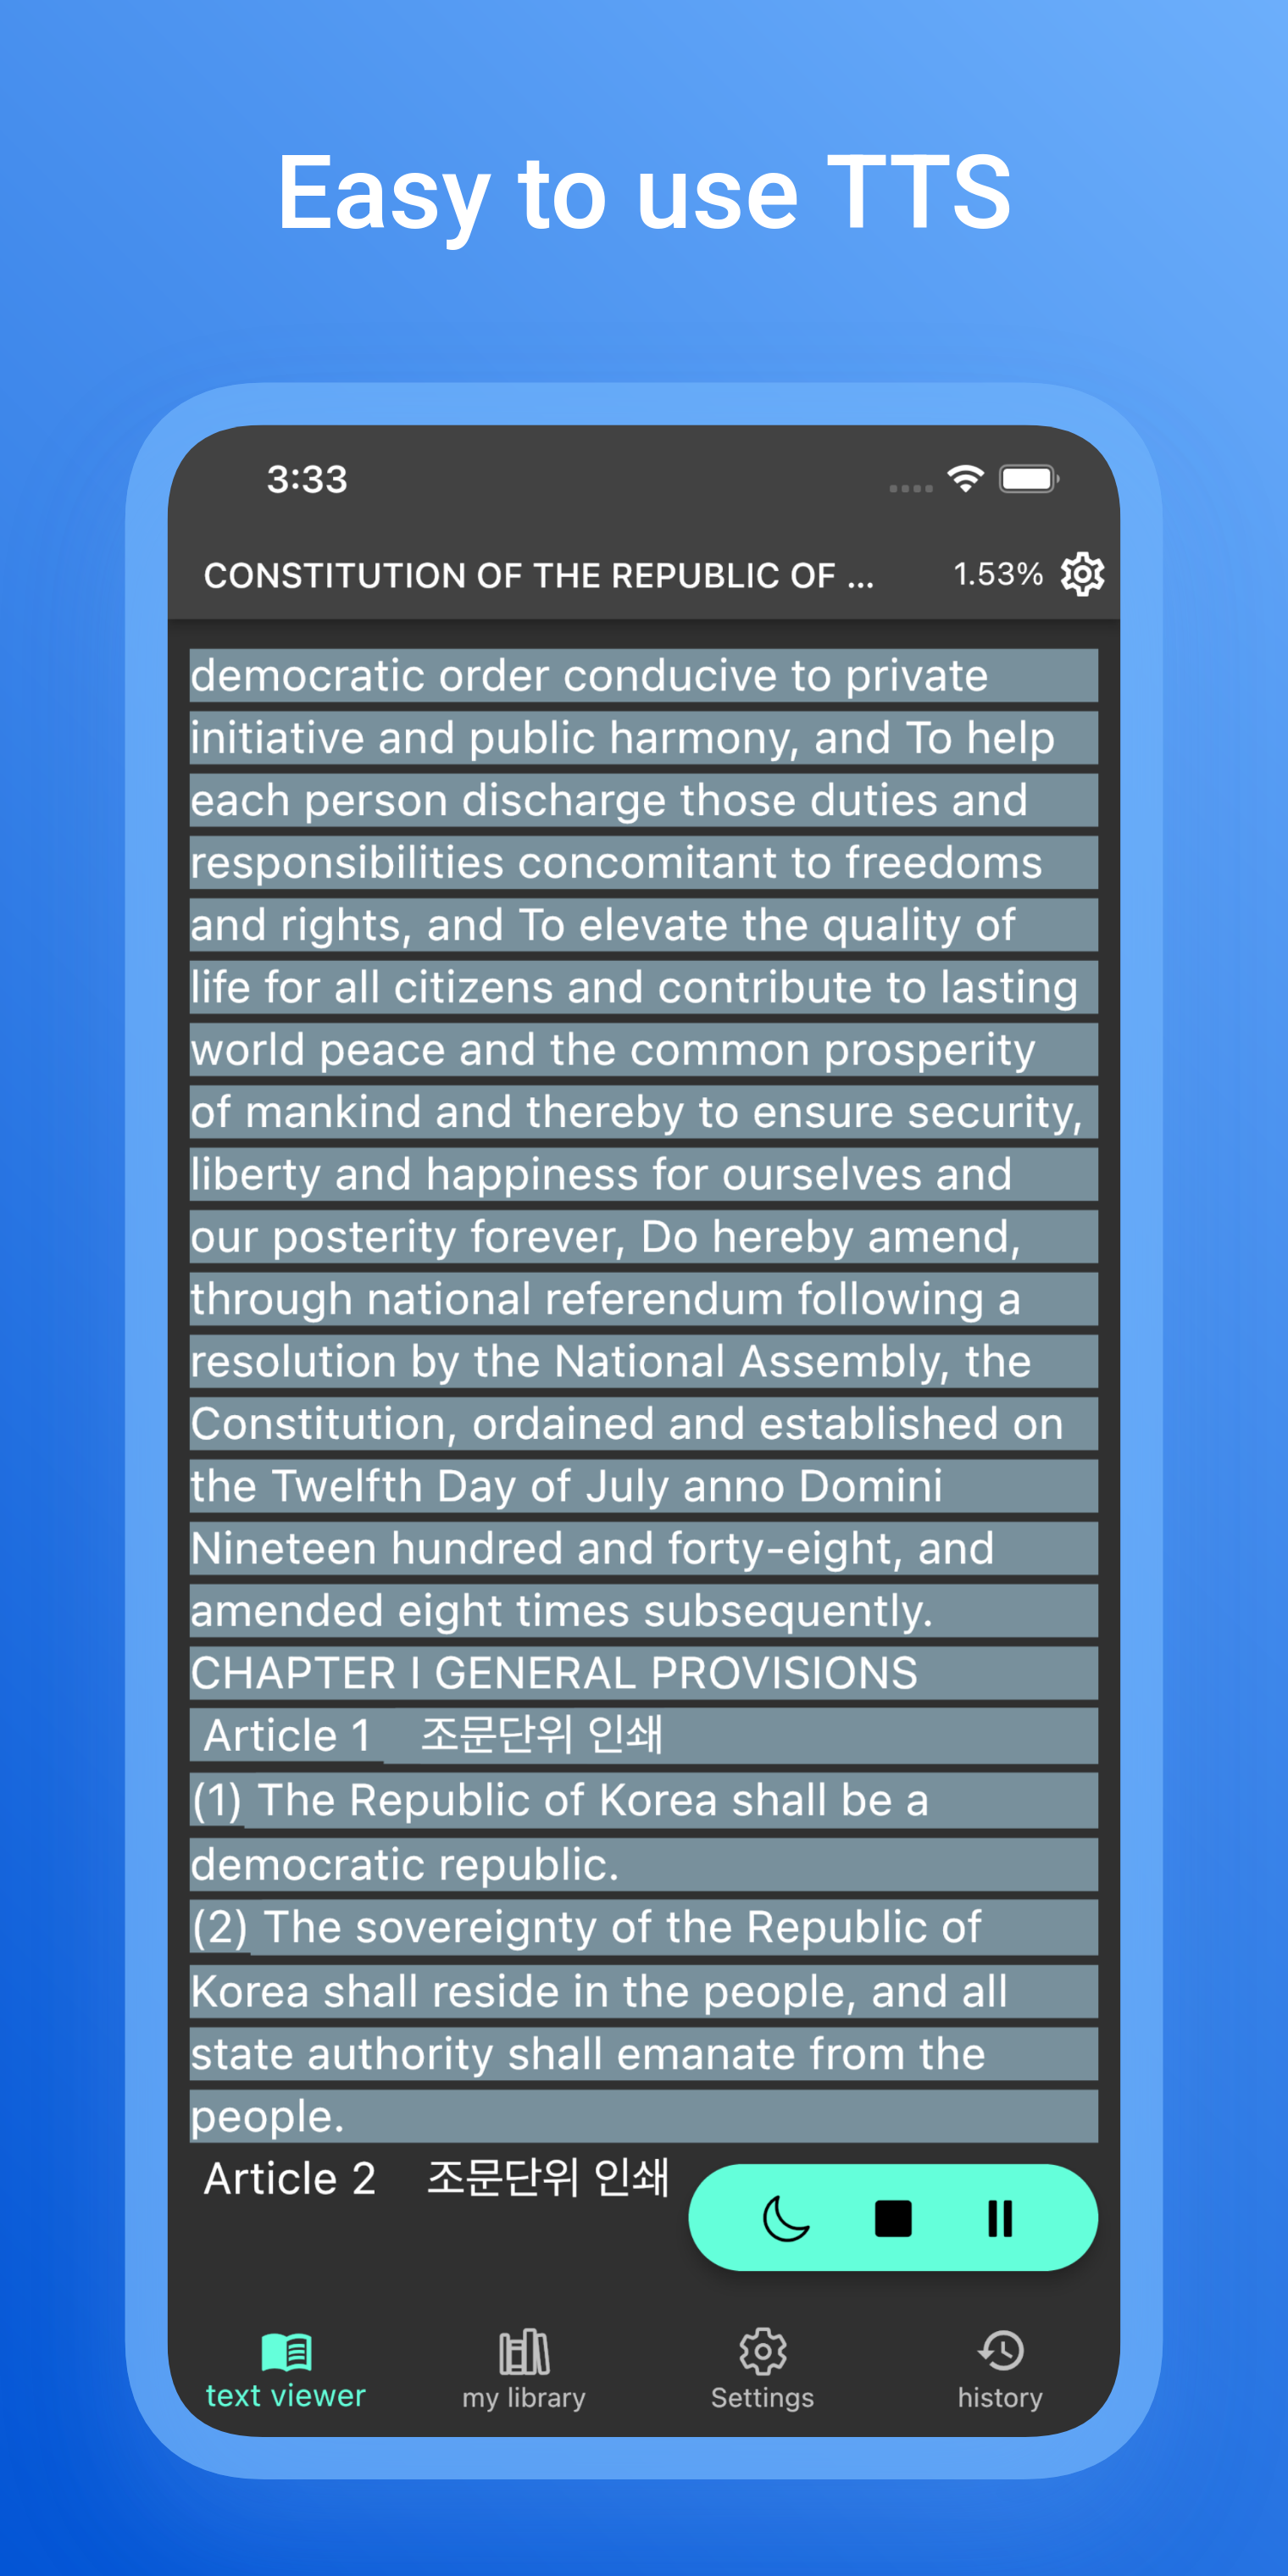 Easy to use TTS
3:33
CONSTITUTION OF THE REPUBLIC OF ...
1.53%
democratic order conducive to private
initiative and public harmony, and To help
each person discharge those duties and
responsibilities concomitant to freedoms
and rights, and To elevate the quality of
life for all citizens and contribute to lasting
world peace and the common prosperity
of mankind and thereby to ensure security,
liberty and happiness for ourselves and
our posterity forever, Do hereby amend,
through national referendum following a
resolution by the National Assembly, the
Constitution, ordained and established on
the Twelfth Day of July anno Domini
Nineteen hundred and forty-eight, and
amended eight times subsequently.
CHAPTER I GENERAL PROVISIONS
Article 1 조문단위 인쇄
(1) The Republic of Korea shall be a
democratic republic.
(2) The sovereignty of the Republic of
Korea shall reside in the people, and all
state authority shall emanate from the
people.
Article 2 조문단위 인쇄
text viewer
my library
Settings
history